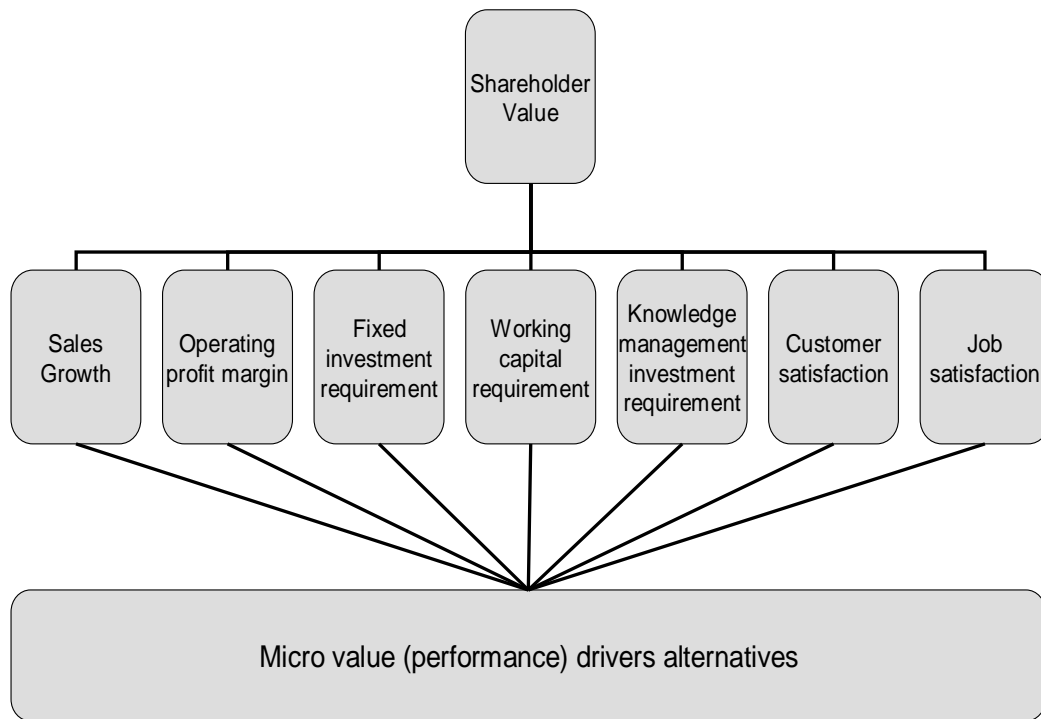 Shareholder
Value
Sales
Growth
Operating
profit margin
Fixed
investment
requirement
Working
capital
requirement
Knowledge
management
investment
requirement
Customer
satisfaction
Job
satisfaction
Micro value (performance) drivers alternatives